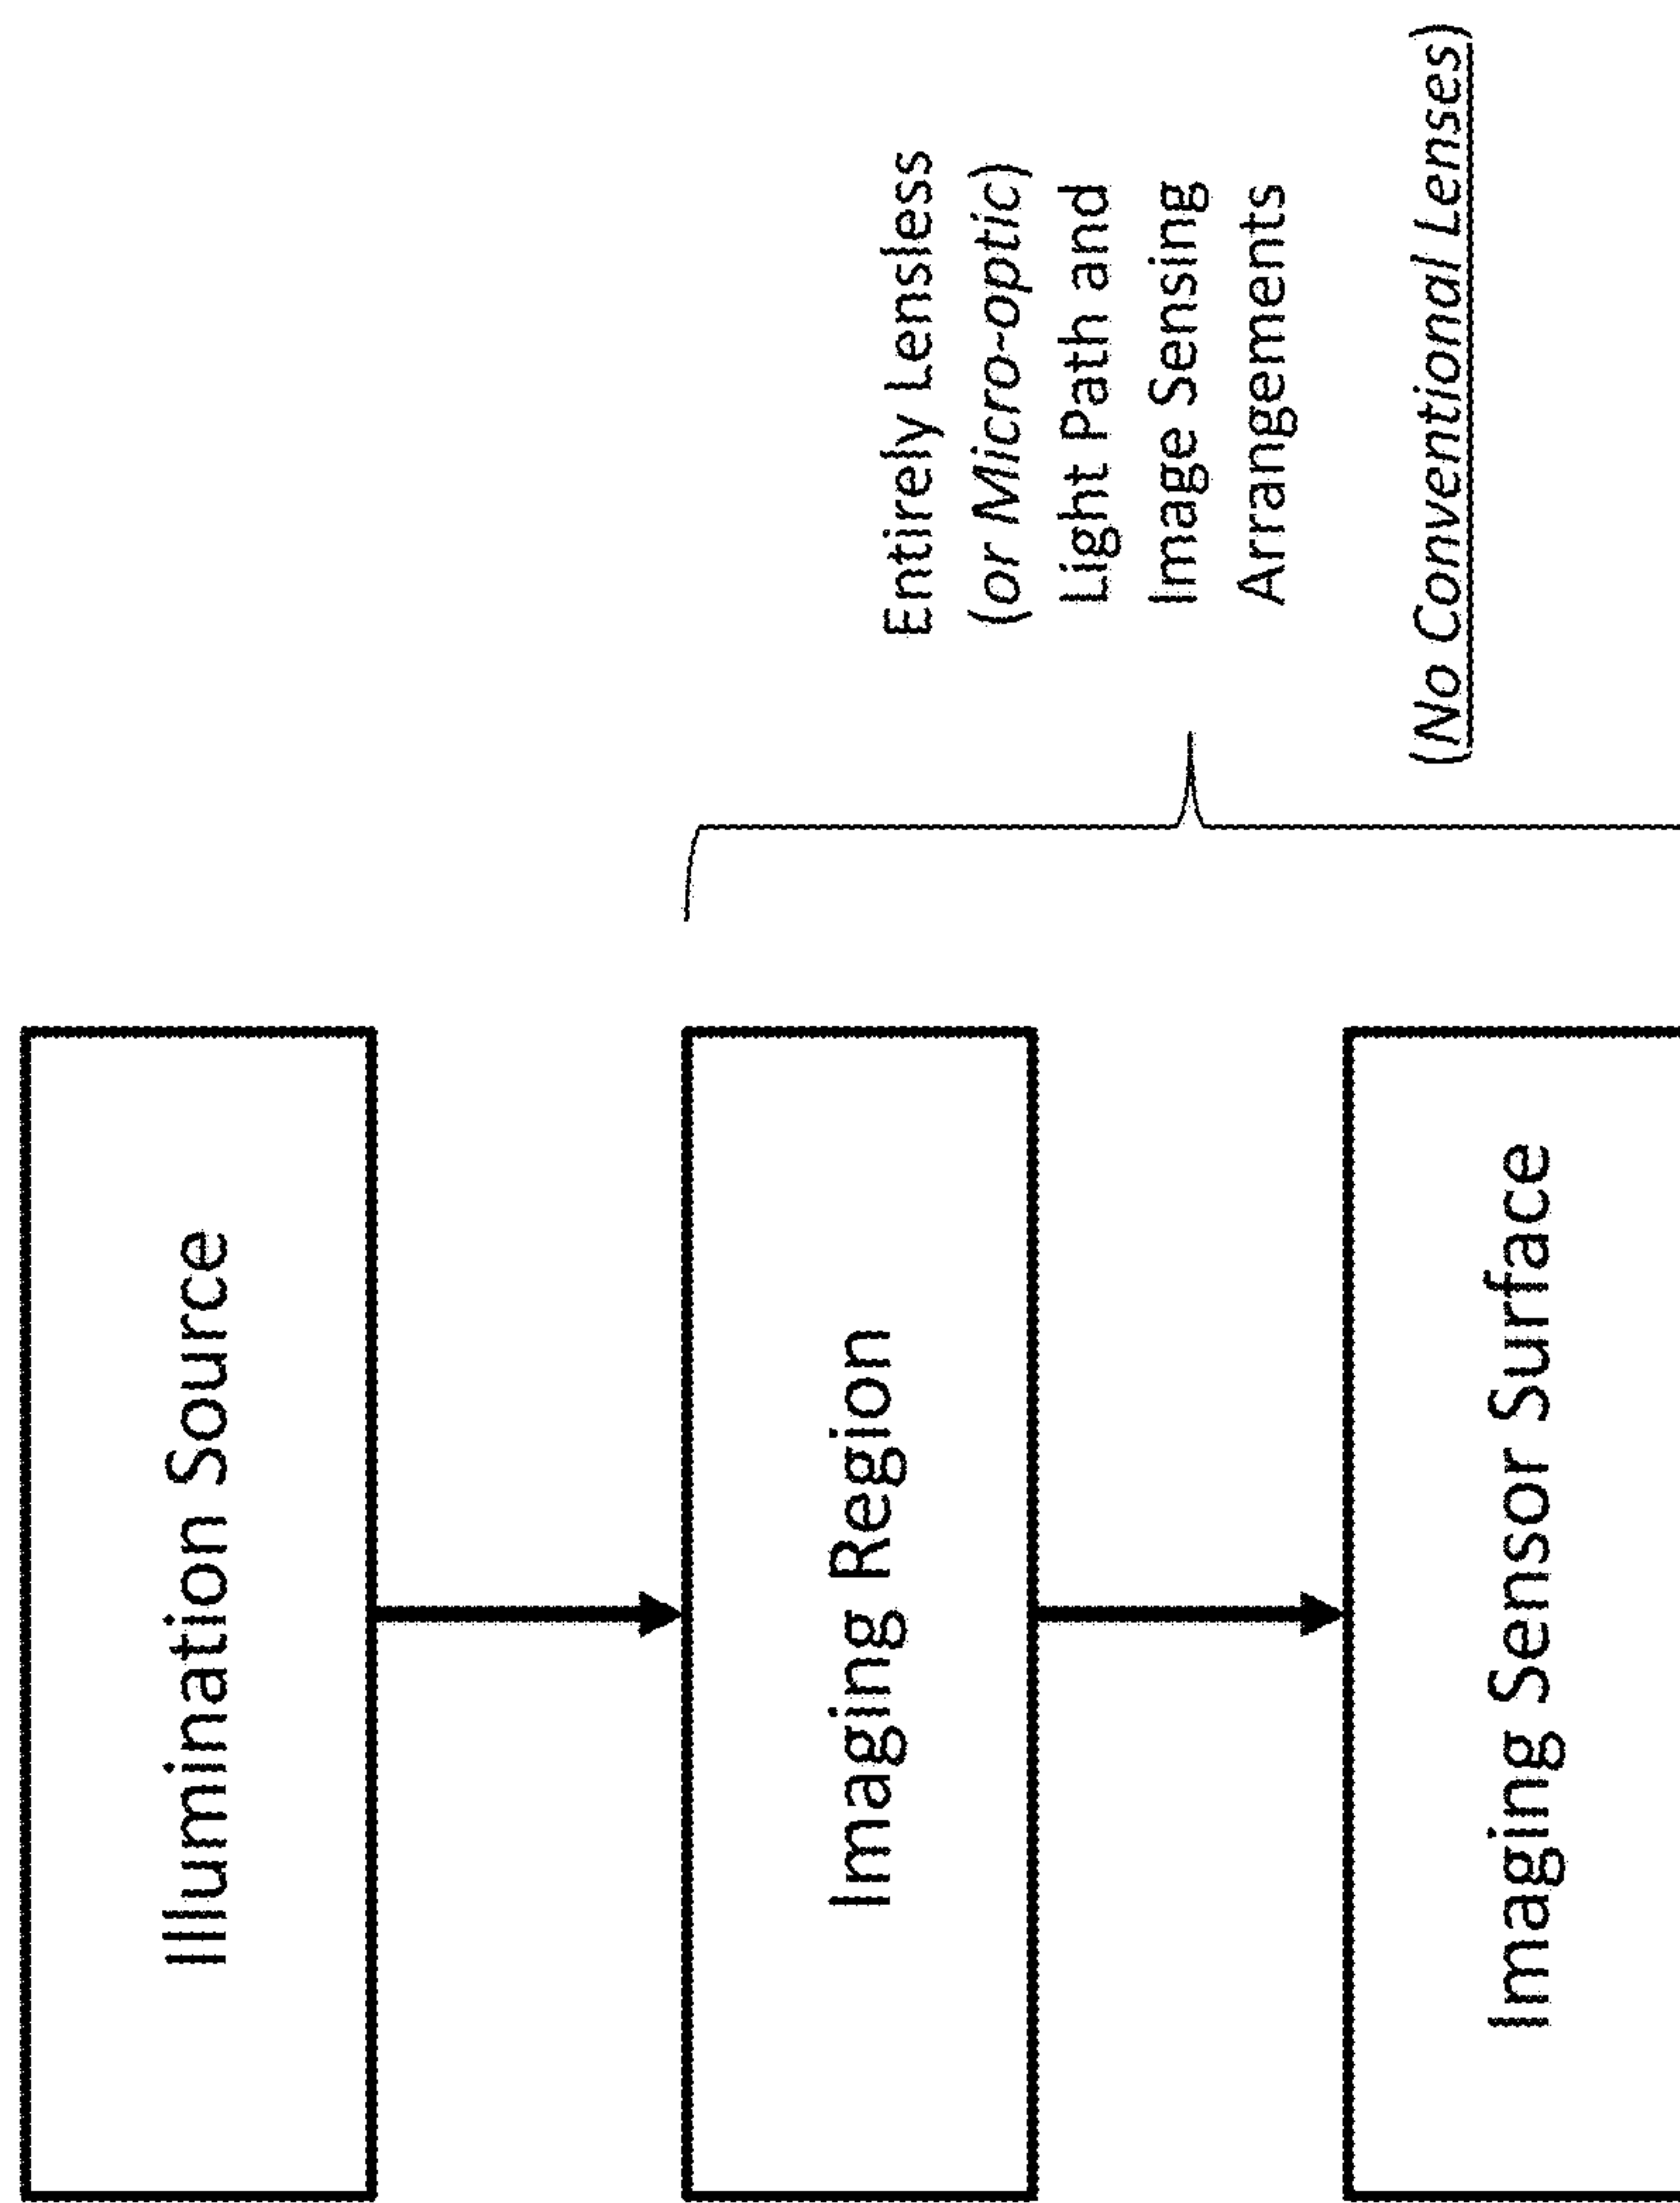 Illumination Source
Imaging Region
Imaging Sensor Surface
Entirely Lensless
(or Micro-optic)
Light Path and
Image Sensing
Arrangements
(No Conventional Lenses)